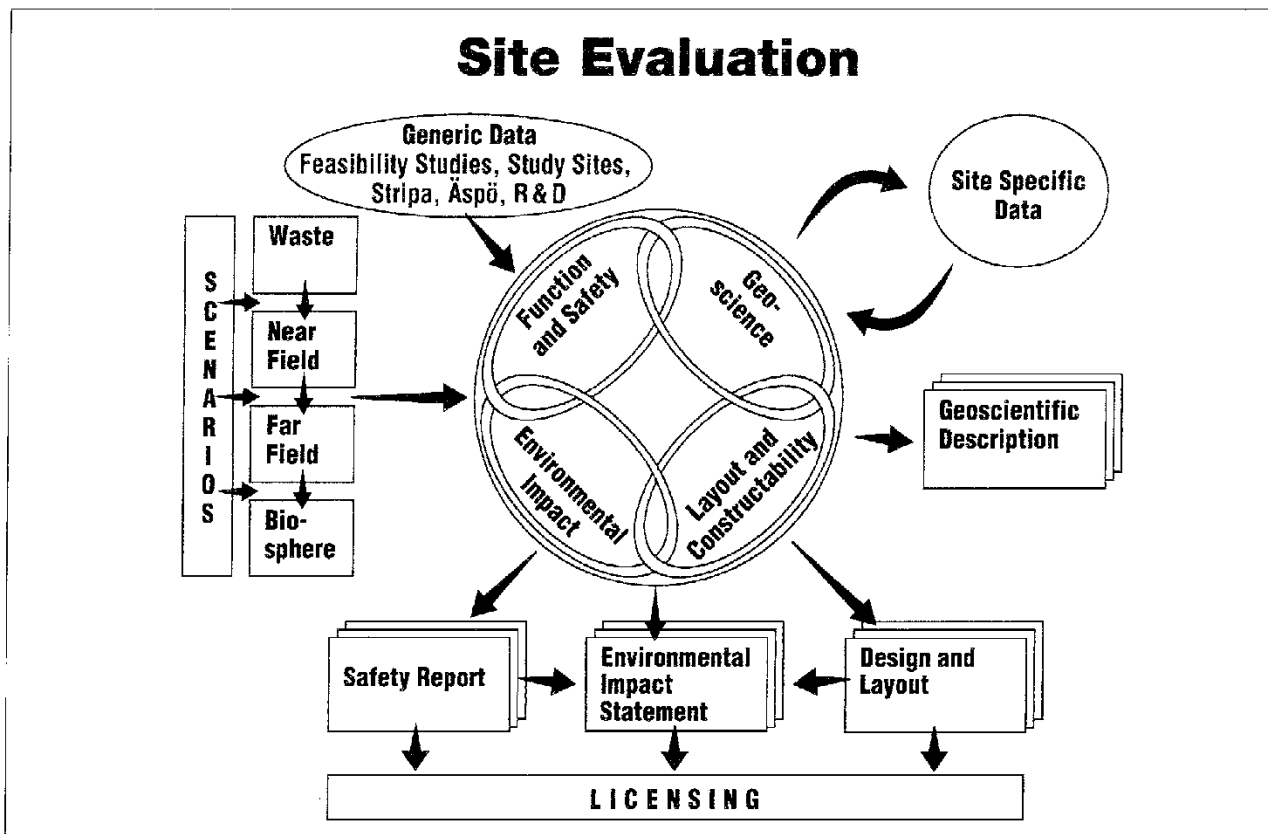 Site Evaluation
Generic Data
Feasibility Studies, Study Sites,
Stripa, Äspö, R & D
Site Specific
Data
SCENARIOS
Waste
Near
Field
Far
Field
Bio-
sphere
Function
and Safety
Geo-
science
Environmental
Impact
Layout and
Constructability
Geoscientific
Description
Safety Report
Environmental
Impact
Statement
Design and
Layout
LICENSING